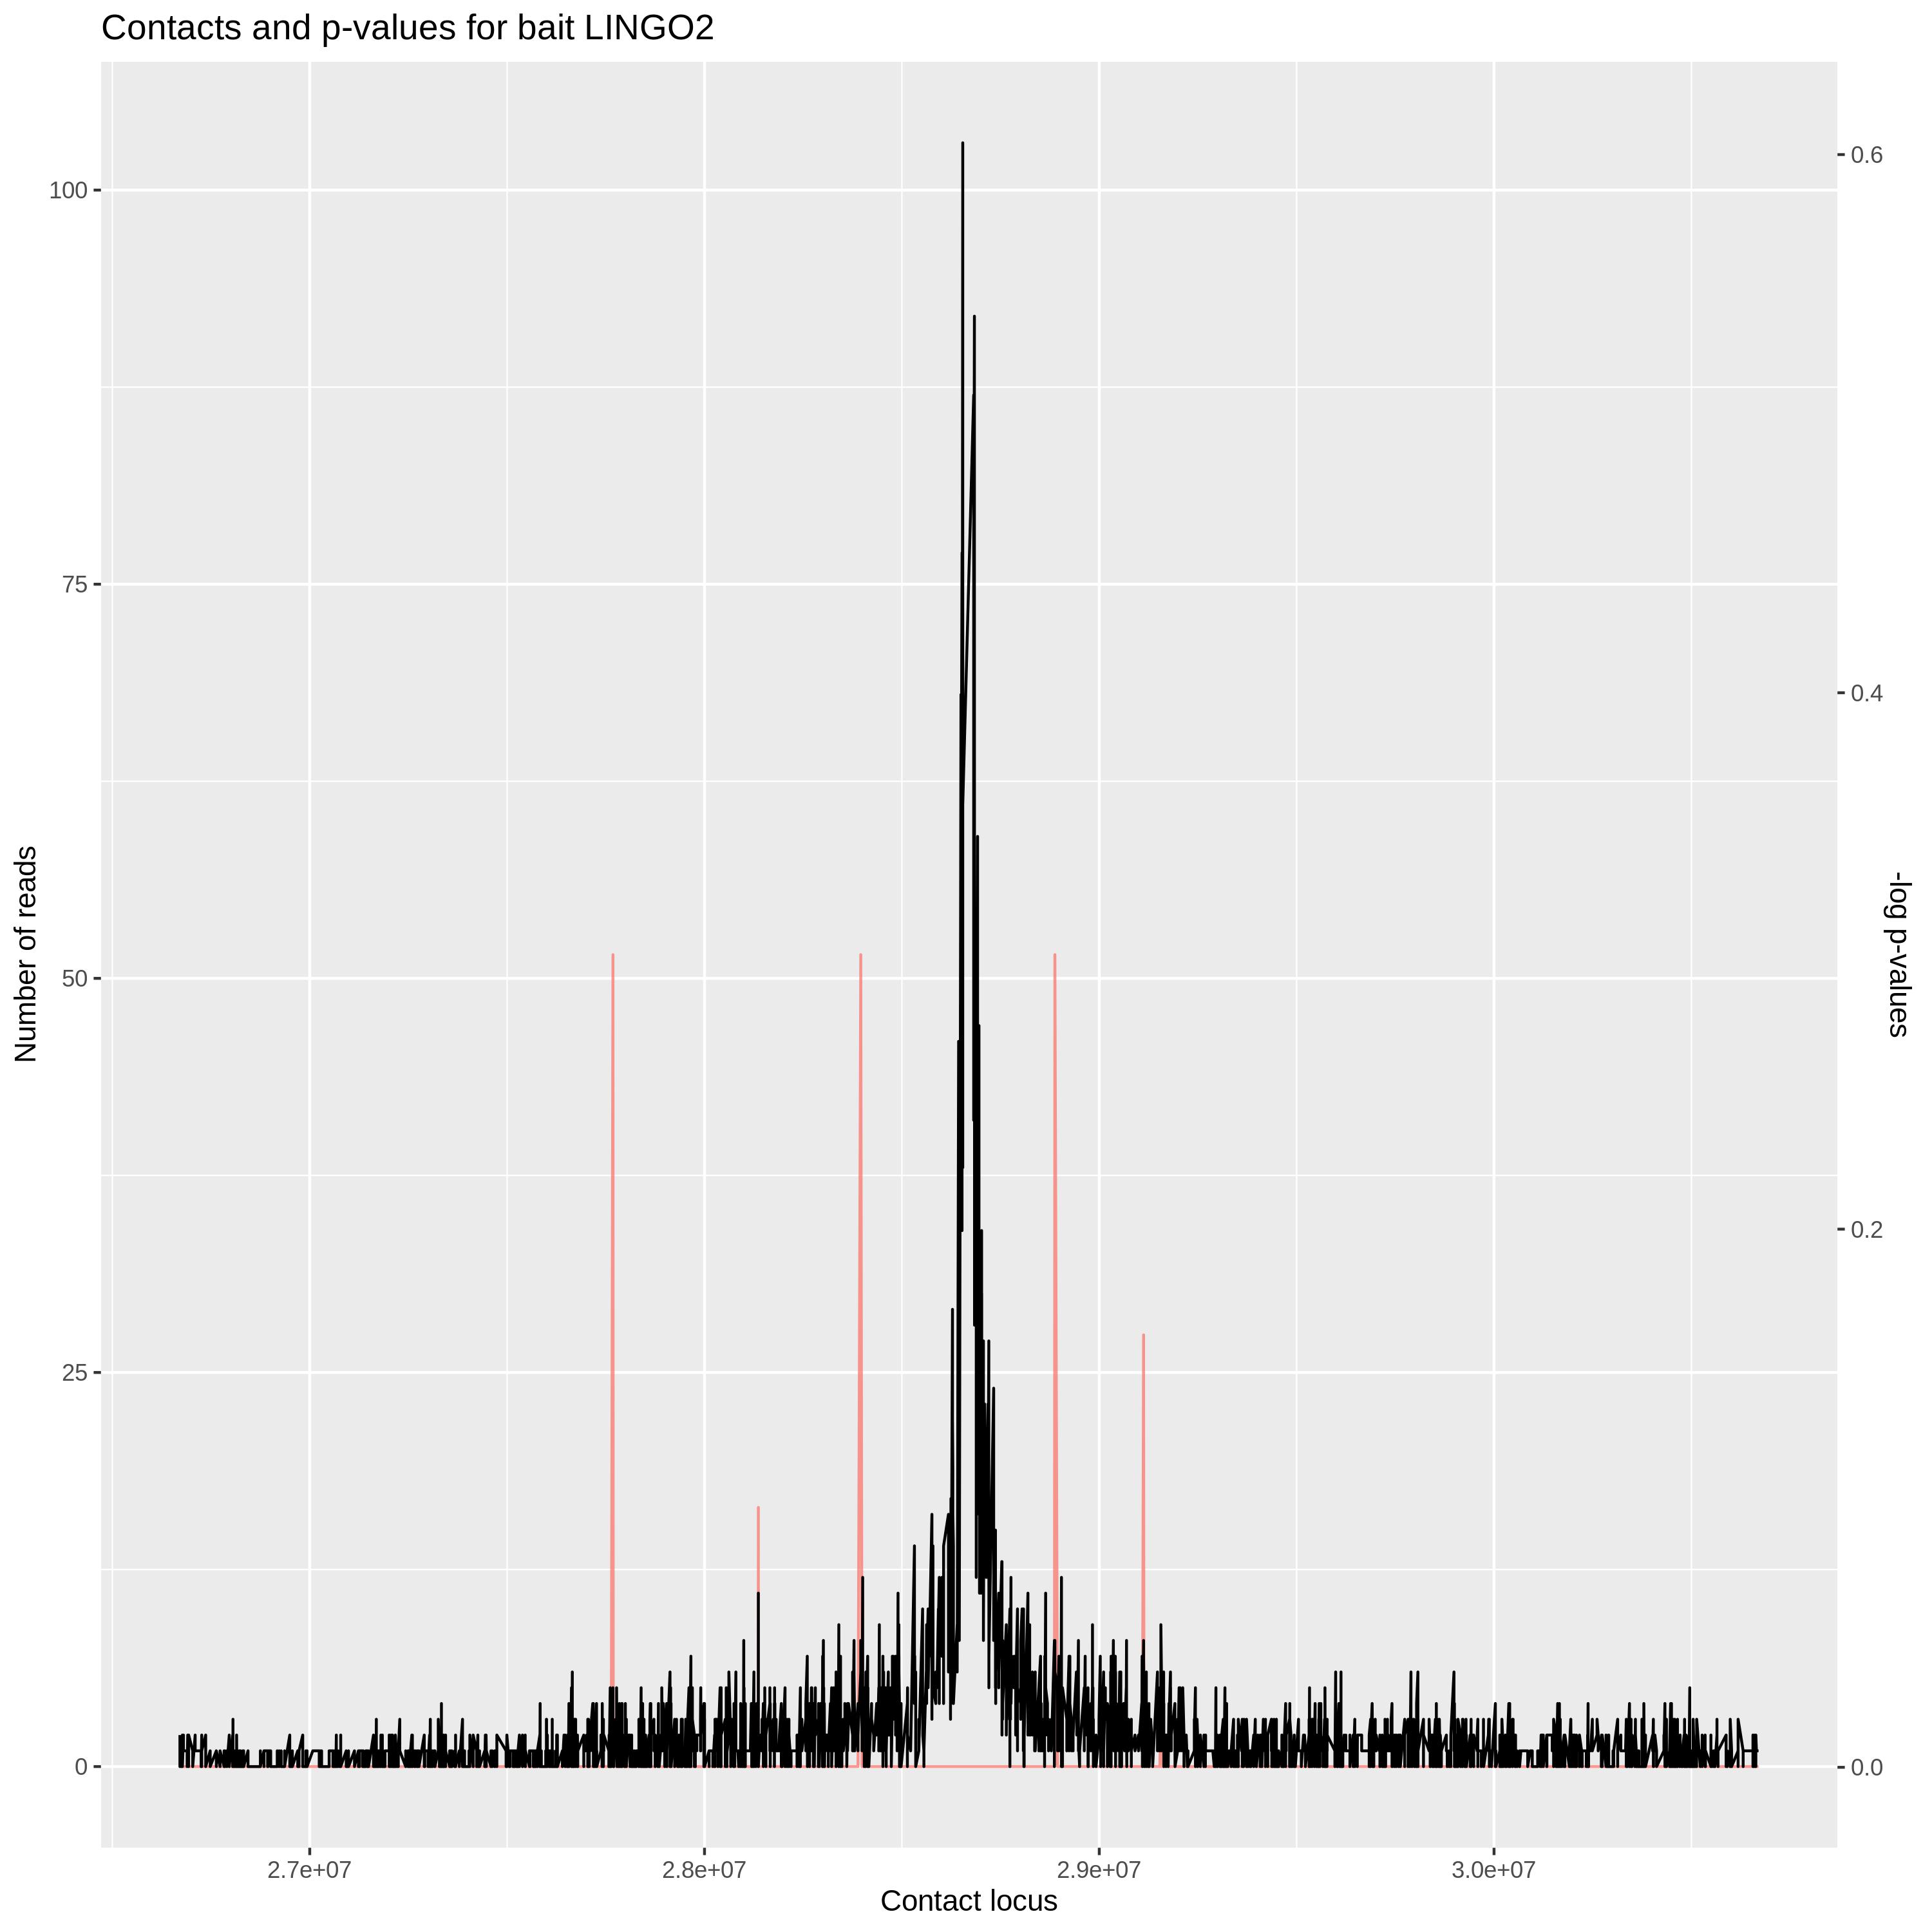 Contacts and p-values for bait LINGO2
100
75
50
25
0
Number of reads
0.6
0.4
0.2
0.0
-log p-values
2.7e+07
2.8e+07
2.9e+07
3.0e+07
Contact locus